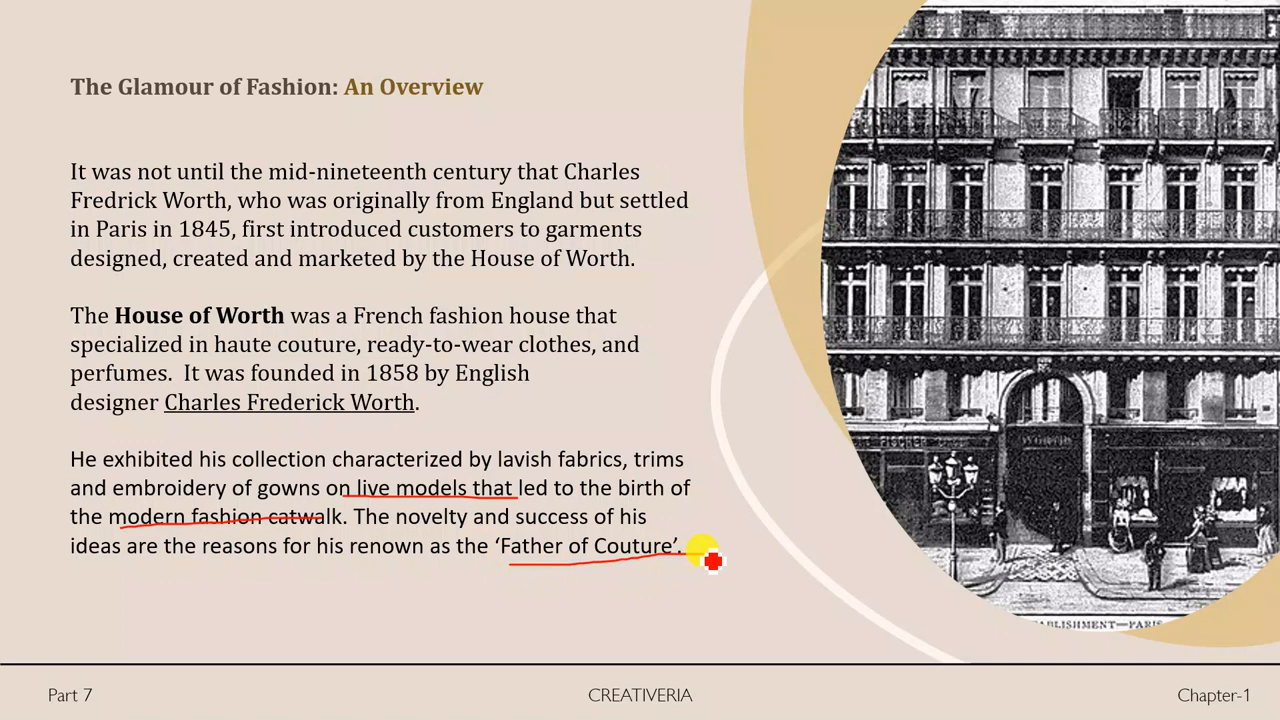 The Glamour of Fashion: An Overview
It was not until the mid-nineteenth century that Charles
Fredrick Worth, who was originally from England but settled
in Paris in 1845, first introduced customers to garments
designed, created and marketed by the House of Worth.
The House of Worth was a French fashion house that
specialized in haute couture, ready-to-wear clothes, and
perfumes. It was founded in 1858 by English
designer Charles Frederick Worth.
He exhibited his collection characterized by lavish fabrics, trims
and embroidery of gowns on live models that led to the birth of
the modern fashion catwalk. The novelty and success of his
ideas are the reasons for his renown as the ‘Father of Couture’.
FISCHER
WORTH
ABLISHMENT—PARIS
Part 7
CREATIVERIA
Chapter-1